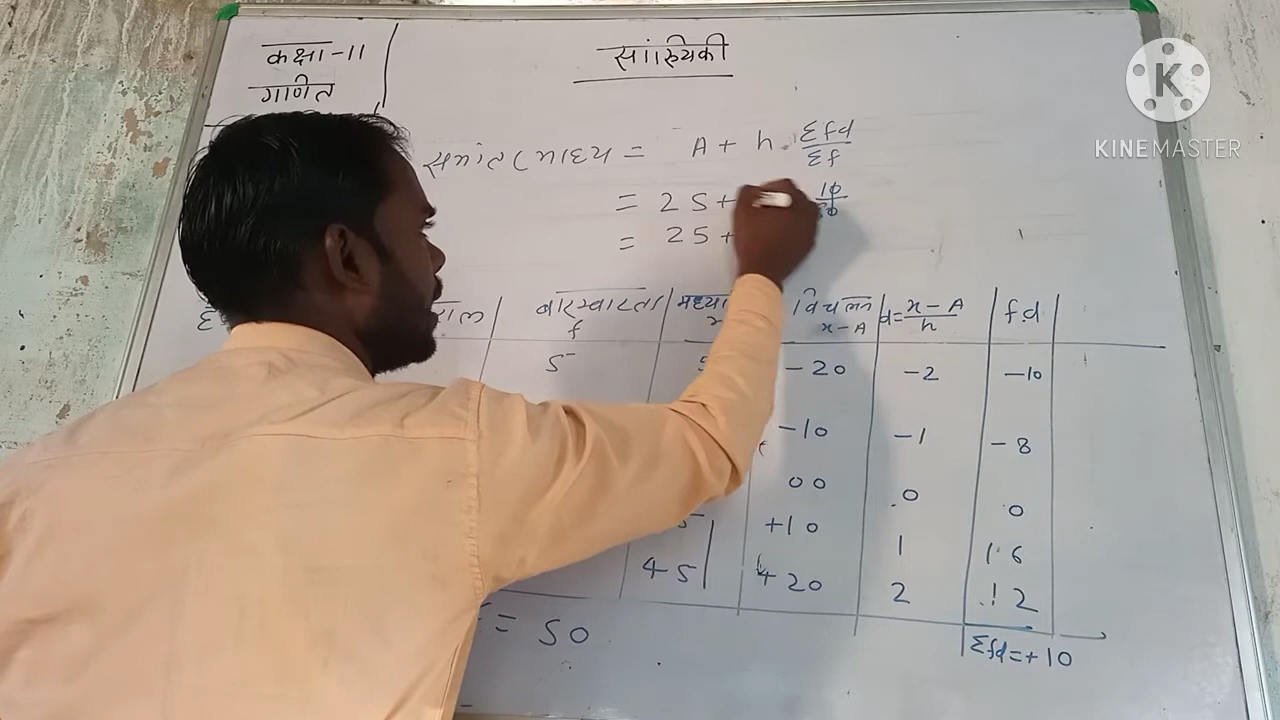 कक्षा-11
गणित
सांख्यिकी
K
KINEMASTER
समांतर माध्य = A + h. Σfd/Σf
= 25+ 10
= 25+
बारम्बारता f
विचलन x-A
d= x-A/h
f.d
5 -20 -2 -10
-10 -1 -8
00 0 0
+10 1 16
45 +20 2 12
= 50
Σfd=+10